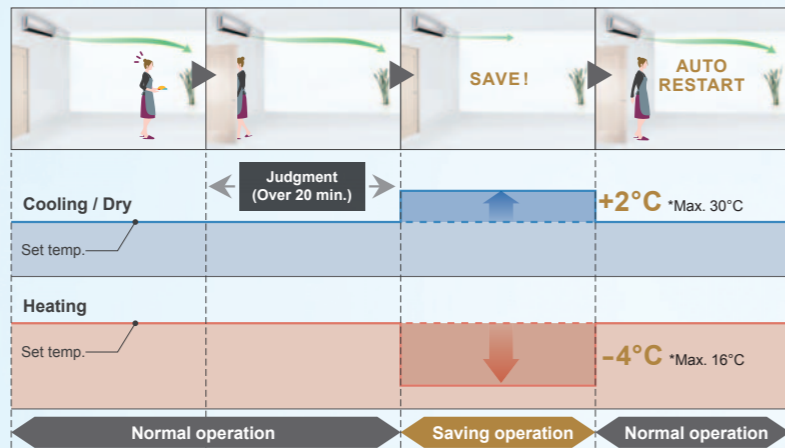 SAVE!
AUTO
RESTART
Judgment
(Over 20 min.)
Cooling / Dry
+2°C *Max. 30°C
Set temp.
Heating
Set temp.
–4°C *Max. 16°C
Normal operation
Saving operation
Normal operation